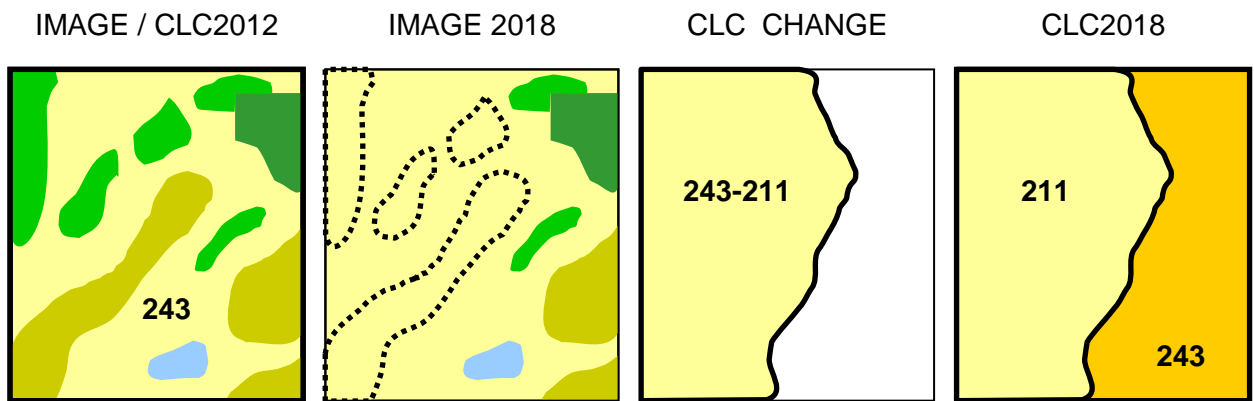 IMAGE / CLC2012
IMAGE 2018
CLC CHANGE
CLC2018
243
243-211
211
243